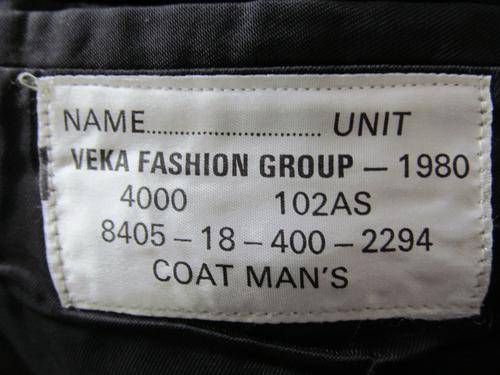 NAME............................ UNIT
VEKA FASHION GROUP – 1980
4000 102AS
8405 – 18 – 400 – 2294
COAT MAN'S